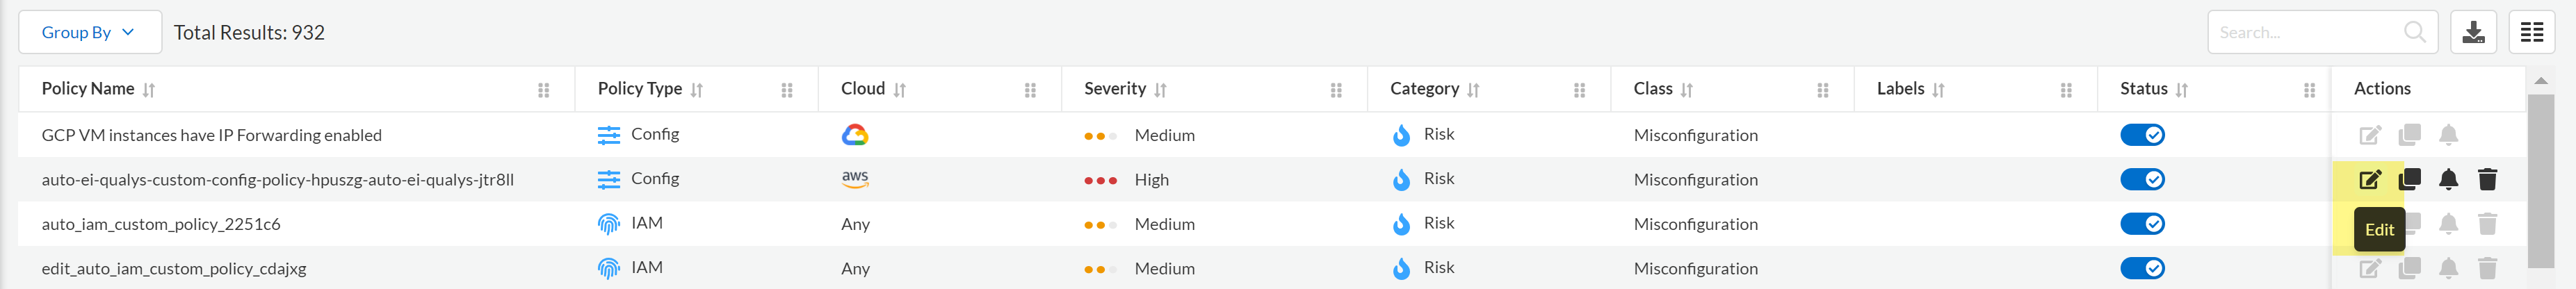 Group By Total Results: 932 Search...
Policy Name Policy Type Cloud Severity Category Class Labels Status Actions
GCP VM instances have IP Forwarding enabled Config Medium Risk Misconfiguration
auto-ei-qualys-custom-config-policy-hpuszg-auto-ei-qualys-jtr8ll Config aws High Risk Misconfiguration
auto_iam_custom_policy_2251c6 IAM Any Medium Risk Misconfiguration Edit
edit_auto_iam_custom_policy_cdajxg IAM Any Medium Risk Misconfiguration